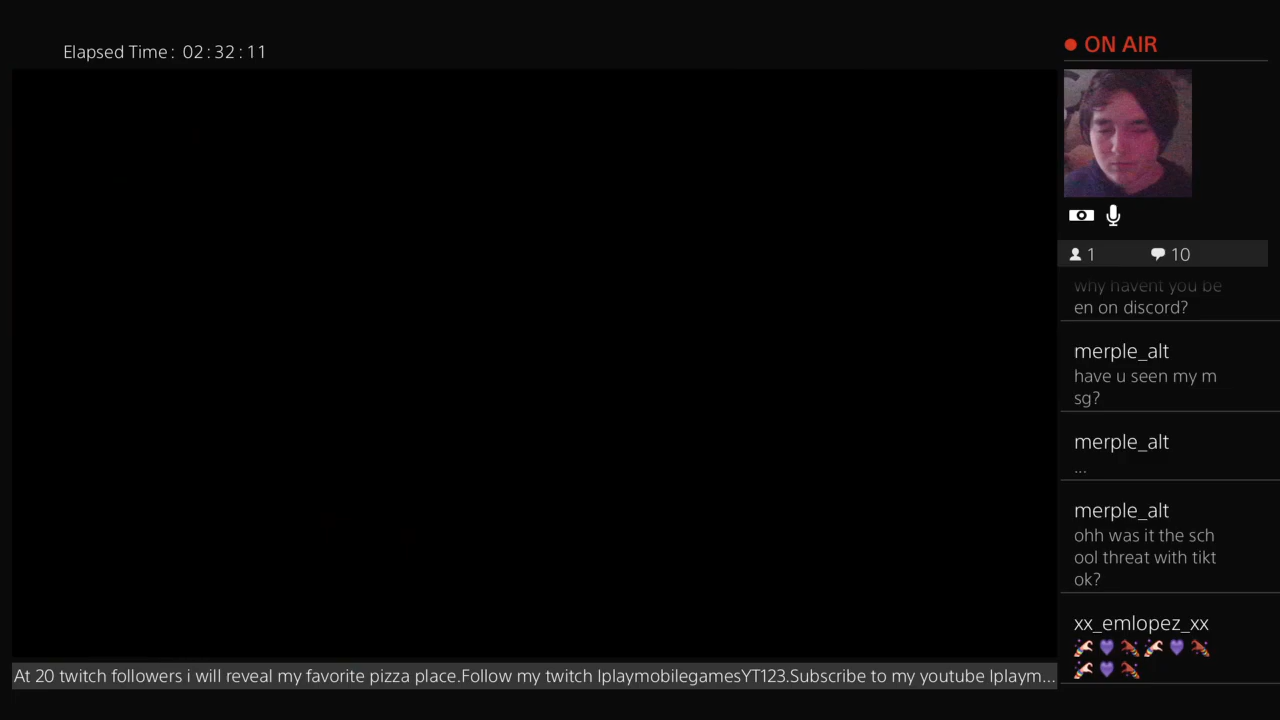 Elapsed Time: 02:32:11
ON AIR
1 10
why havent you be
en on discord?
merple_alt
have u seen my m
sg?
merple_alt
...
merple_alt
ohh was it the sch
ool threat with tikt
ok?
xx_emlopez_xx
At 20 twitch followers i will reveal my favorite pizza place.Follow my twitch IplaymobilegamesYT123.Subscribe to my youtube Iplaym...